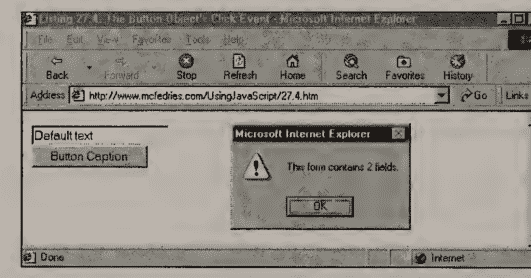 Listing 27.4. The Button Object's Click Event - Microsoft Internet Explorer
File Edit View Favorites Tools Help
Back Forward Stop Refresh Home Search Favorites History
Address http://www.mcfedries.com/UsingJavaScript/27.4.htm Go Links
Default text
Button Caption
Microsoft Internet Explorer
This form contains 2 fields.
OK
Done Internet